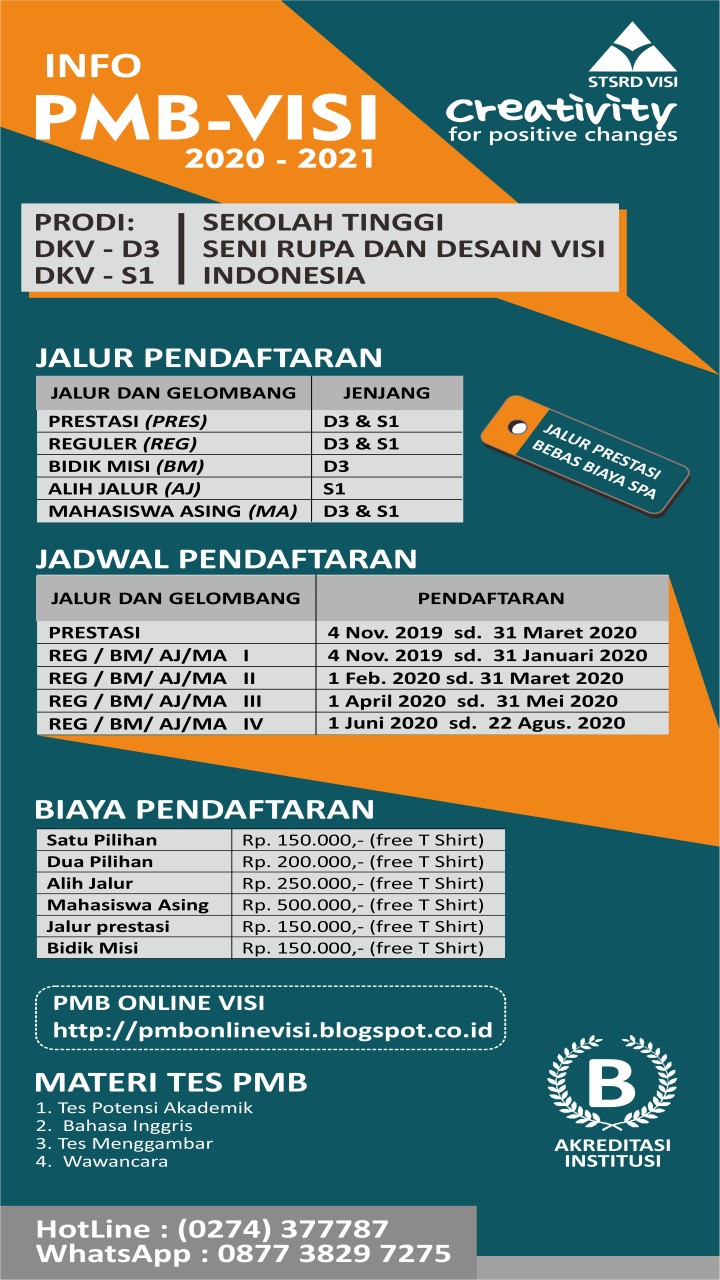 INFO
PMB-VISI
2020 - 2021
STSRD VISI
Creativity
for positive changes
PRODI:
DKV - D3
DKV - S1
SEKOLAH TINGGI
SENI RUPA DAN DESAIN VISI
INDONESIA
JALUR PENDAFTARAN
JALUR DAN GELOMBANG JENJANG
PRESTASI (PRES) D3 & S1
REGULER (REG) D3 & S1
BIDIK MISI (BM) D3
ALIH JALUR (AJ) S1
MAHASISWA ASING (MA) D3 & S1
JALUR PRESTASI
BEBAS BIAYA SPA
JADWAL PENDAFTARAN
JALUR DAN GELOMBANG PENDAFTARAN
PRESTASI 4 Nov. 2019 sd. 31 Maret 2020
REG / BM/ AJ/MA I 4 Nov. 2019 sd. 31 Januari 2020
REG / BM/ AJ/MA II 1 Feb. 2020 sd. 31 Maret 2020
REG / BM/ AJ/MA III 1 April 2020 sd. 31 Mei 2020
REG / BM/ AJ/MA IV 1 Juni 2020 sd. 22 Agus. 2020
BIAYA PENDAFTARAN
Satu Pilihan Rp. 150.000,- (free T Shirt)
Dua Pilihan Rp. 200.000,- (free T Shirt)
Alih Jalur Rp. 250.000,- (free T Shirt)
Mahasiswa Asing Rp. 500.000,- (free T Shirt)
Jalur prestasi Rp. 150.000,- (free T Shirt)
Bidik Misi Rp. 150.000,- (free T Shirt)
PMB ONLINE VISI
http://pmbonlinevisi.blogspot.co.id
MATERI TES PMB
1. Tes Potensi Akademik
2. Bahasa Inggris
3. Tes Menggambar
4. Wawancara
B
AKREDITASI
INSTITUSI
HotLine : (0274) 377787
WhatsApp : 0877 3829 7275